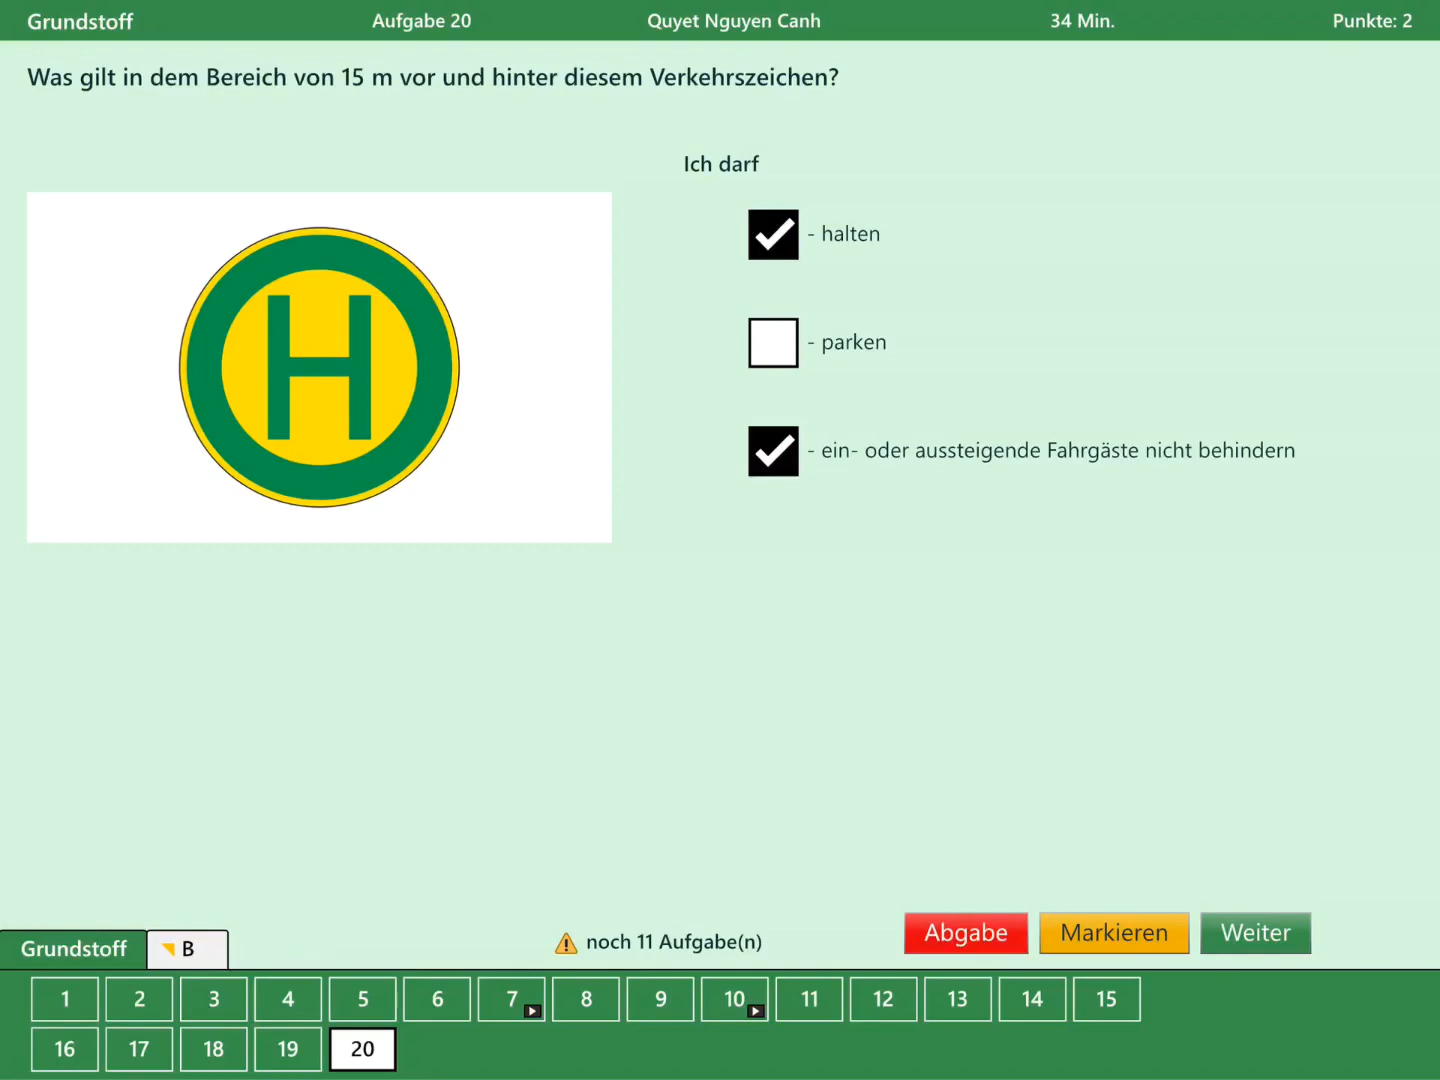 Grundstoff Aufgabe 20 Quyet Nguyen Canh 34 Min. Punkte: 2
Was gilt in dem Bereich von 15 m vor und hinter diesem Verkehrszeichen?
Ich darf
- halten
- parken
- ein- oder aussteigende Fahrgäste nicht behindern
H
Abgabe Markieren Weiter
Grundstoff B noch 11 Aufgabe(n)
1 2 3 4 5 6 7 8 9 10 11 12 13 14 15
16 17 18 19 20